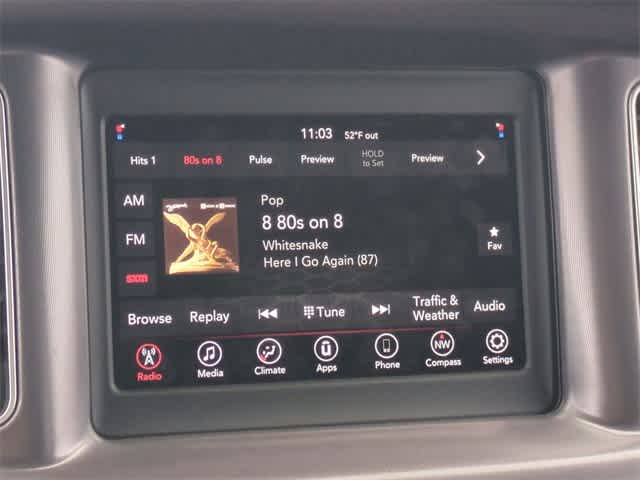 11:03 52°F out
Hits 1 80s on 8 Pulse Preview HOLD to Set Preview
AM
FM
sxm
Pop
8 80s on 8
Whitesnake
Here I Go Again (87)
Fav
Browse Replay Tune Traffic & Weather Audio
Radio Media Climate Apps Phone NW Compass Settings